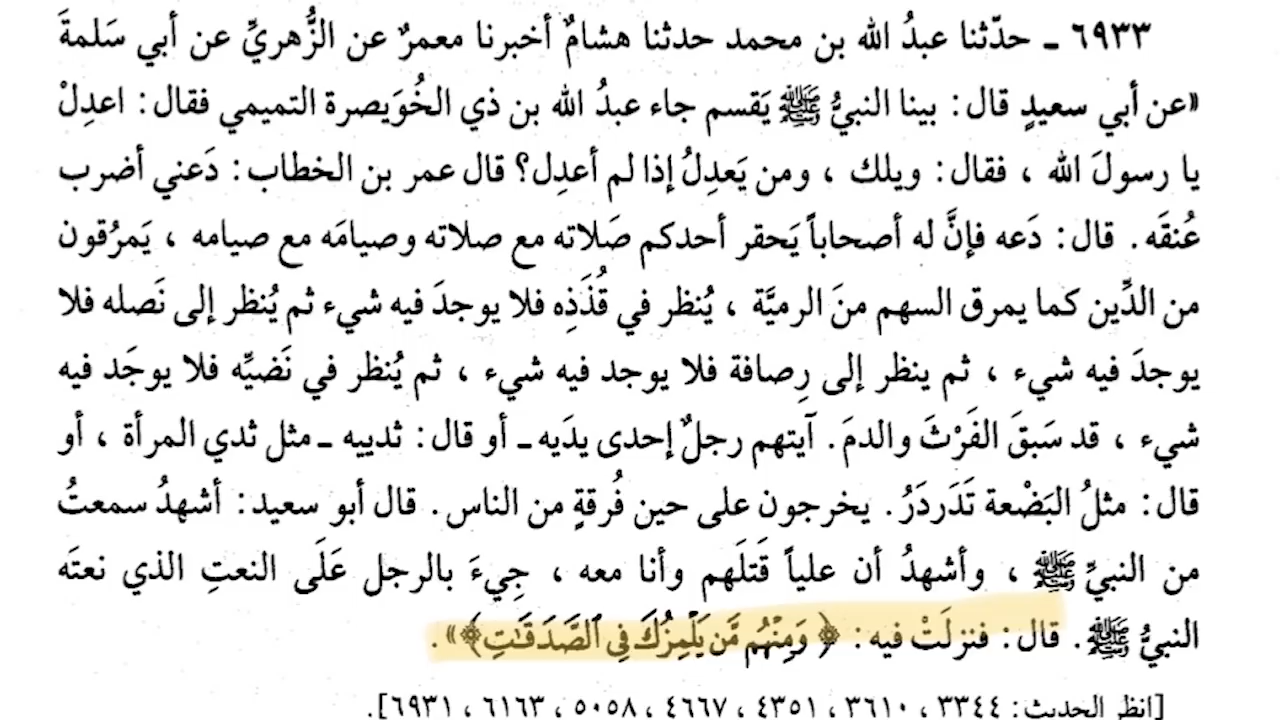 ٦٩٣٣ ـ حدّثنا عبدُ الله بن محمد حدثنا هشامٌ أخبرنا معمرٌ عن الزُّهريِّ عن أبي سَلمةَ
«عن أبي سعيدٍ قال: بينا النبيُّ ﷺ يَقسم جاء عبدُ الله بن ذي الخُوَيصرة التميمي فقال: اعدِلْ
يا رسولَ الله ، فقال: ويلك ، ومن يَعدِلُ إذا لم أعدِل؟ قال عمر بن الخطاب: دَعني أضرب
عُنقَه. قال: دَعه فإنَّ له أصحاباً يَحقر أحدكم صَلاته مع صلاته وصيامَه مع صيامه ، يَمرُقون
من الدِّين كما يمرق السهم منَ الرميَّة ، يُنظر في قُذَذِه فلا يوجدَ فيه شيء ثم يُنظر إلى نَصله فلا
يوجدَ فيه شيء ، ثم ينظر إلى رِصافة فلا يوجد فيه شيء ، ثم يُنظر في نَضيِّه فلا يوجَد فيه
شيء ، قد سَبقَ الفَرْثَ والدمَ. آيتهم رجلٌ إحدى يدَيه ـ أو قال: ثدييه ـ مثل ثدي المرأة ، أو
قال: مثلُ البَضْعة تَدَردَرُ. يخرجون على حين فُرقةٍ من الناس. قال أبو سعيد: أشهدُ سمعتُ
من النبيِّ ﷺ ، وأشهدُ أن علياً قَتلَهم وأنا معه ، جِيءَ بالرجل عَلَى النعتِ الذي نعتَه
النبيُّ ﷺ. قال: فنزلَتْ فيه: ﴿ وَمِنْهُم مَّن يَلْمِزُكَ فِي ٱلصَّدَقَٰتِ﴾».
[انظر الحديث: ٣٣٤٤ ، ٣٦١٠ ، ٤٣٥١ ، ٤٦٦٧ ، ٥٠٥٨ ، ٦١٦٣ ، ٦٩٣١].